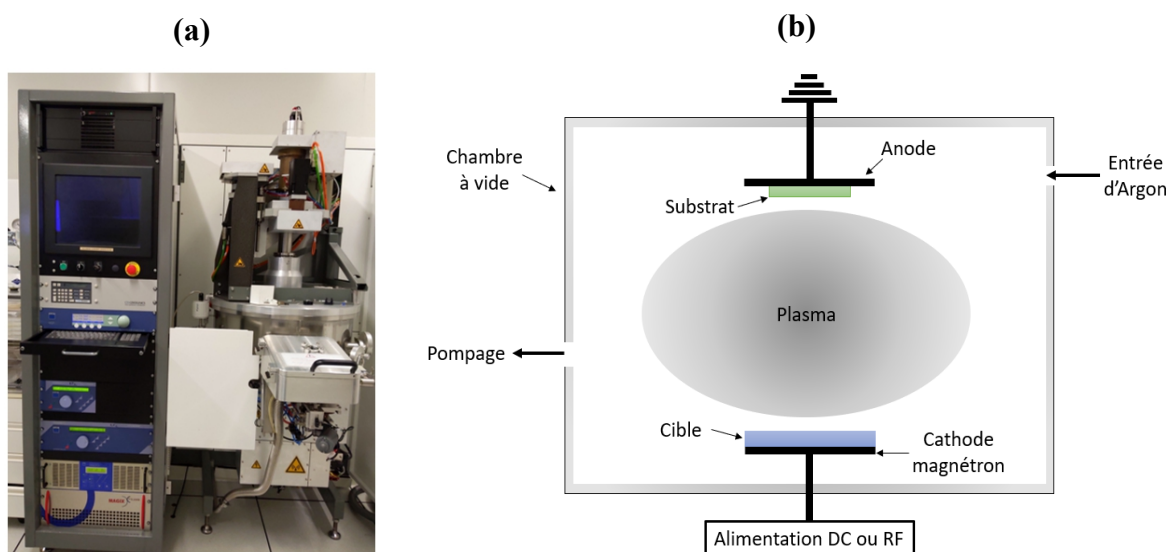 (a)
(b)
Chambre
à vide
Anode
Entrée
d'Argon
Substrat
Plasma
Pompage
Cible
Cathode
magnétron
Alimentation DC ou RF